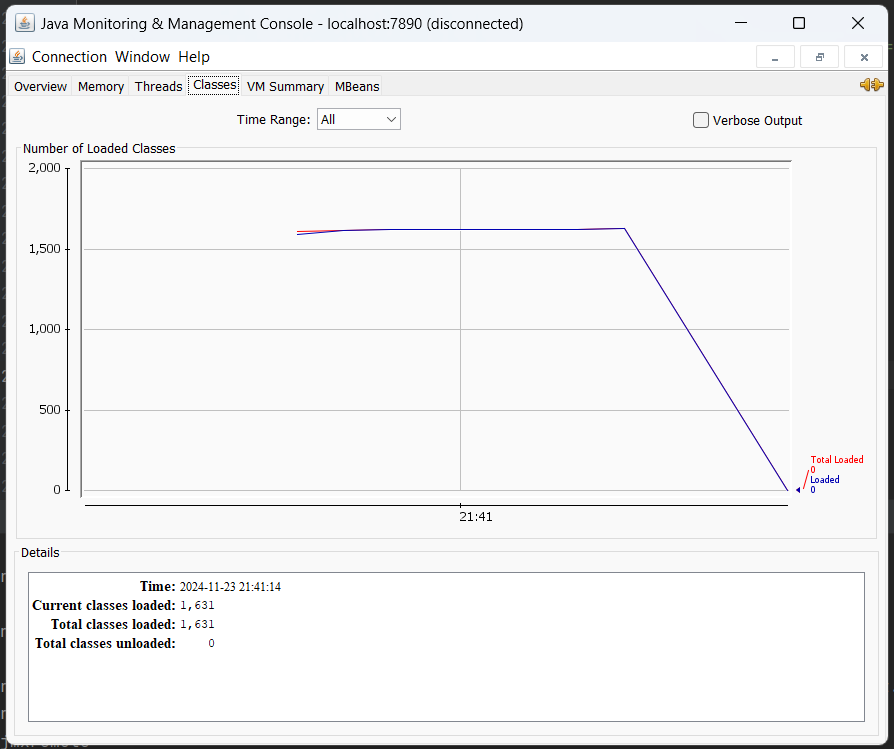 Java Monitoring & Management Console - localhost:7890 (disconnected)
Connection Window Help
Overview Memory Threads Classes VM Summary MBeans
Time Range: All Verbose Output
Number of Loaded Classes
2,000
1,500
1,000
500
Total Loaded
0
Loaded
0 0
21:41
Details
Time: 2024-11-23 21:41:14
Current classes loaded: 1,631
Total classes loaded: 1,631
Total classes unloaded: 0